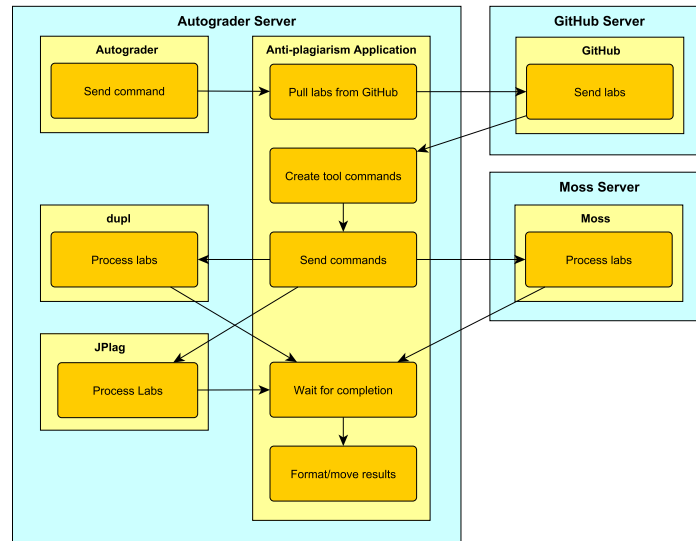 Autograder Server
GitHub Server
Autograder
Anti-plagiarism Application
GitHub
Send command
Pull labs from GitHub
Send labs
Create tool commands
Moss Server
dupl
Moss
Process labs
Send commands
Process labs
JPlag
Process Labs
Wait for completion
Format/move results